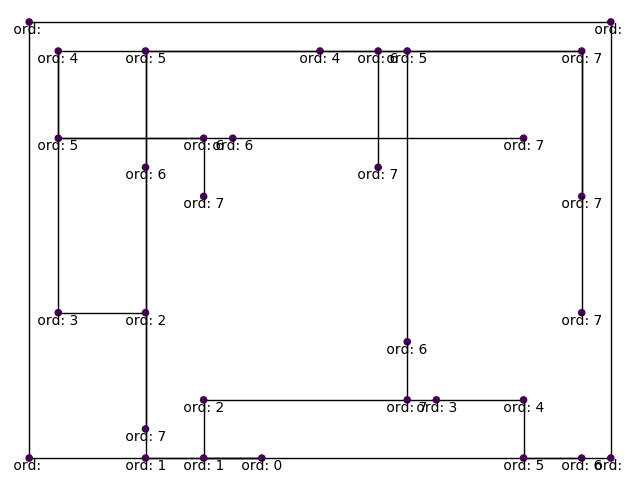 ord: ord:
ord: 4 ord: 5 ord: 4 ord: 6 ord: 5 ord: 7
ord: 5 ord: 6 ord: 6 ord: 7
ord: 6 ord: 7
ord: 7 ord: 7
ord: 3 ord: 2 ord: 7
ord: 6
ord: 2 ord: 7 ord: 3 ord: 4
ord: 7
ord: ord: 1 ord: 1 ord: 0 ord: 5 ord: 6 ord: